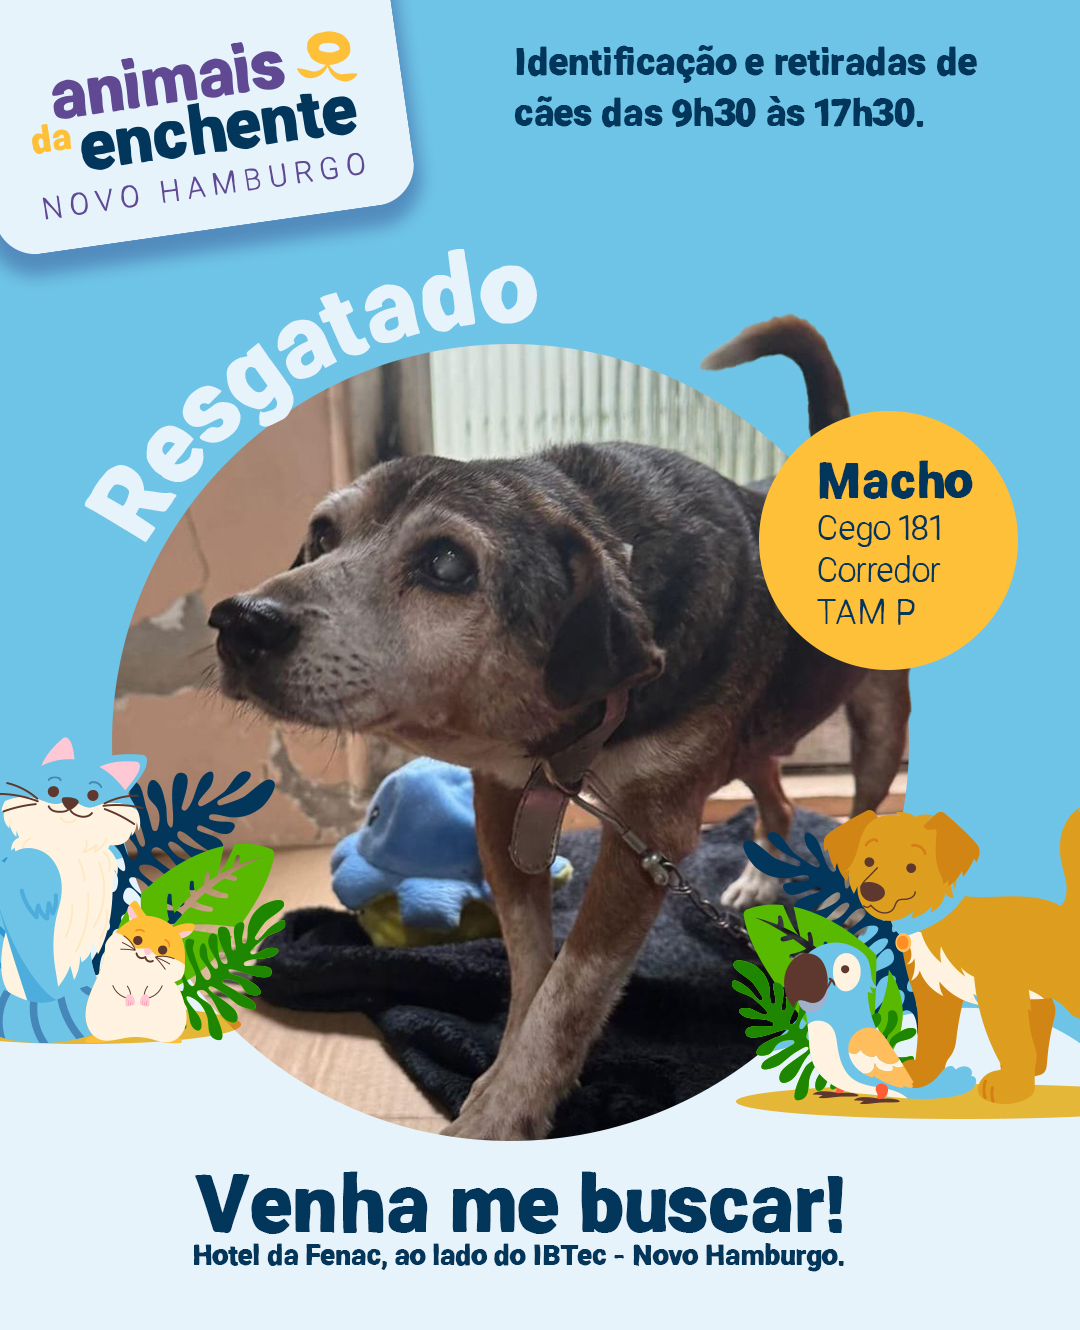 animais
da enchente
NOVO HAMBURGO
Identificação e retiradas de
cães das 9h30 às 17h30.
Resgatado
Macho
Cego 181
Corredor
TAM P
Venha me buscar!
Hotel da Fenac, ao lado do IBTec - Novo Hamburgo.